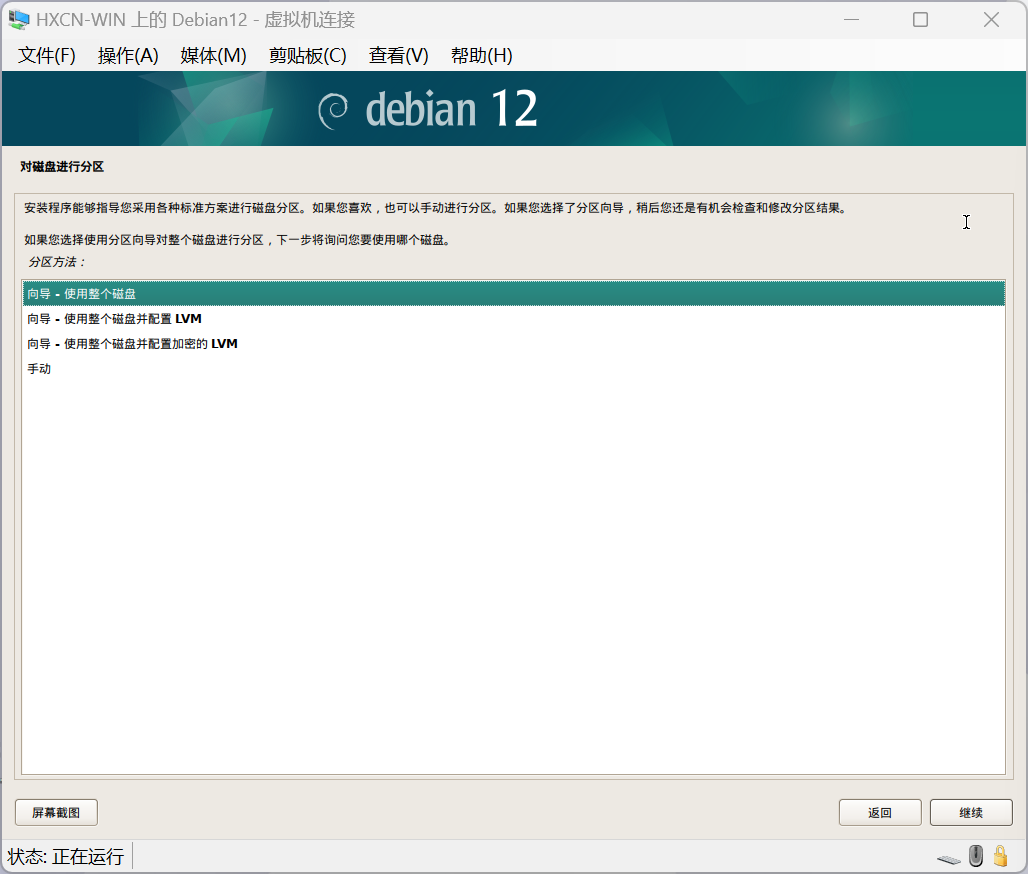 HXCN-WIN 上的 Debian12 - 虚拟机连接
文件(F) 操作(A) 媒体(M) 剪贴板(C) 查看(V) 帮助(H)
debian 12
对磁盘进行分区
安装程序能够指导您采用各种标准方案进行磁盘分区。如果您喜欢，也可以手动进行分区。如果您选择了分区向导，稍后您还是有机会检查和修改分区结果。
如果您选择使用分区向导对整个磁盘进行分区，下一步将询问您要使用哪个磁盘。
分区方法：
向导 - 使用整个磁盘
向导 - 使用整个磁盘并配置 LVM
向导 - 使用整个磁盘并配置加密的 LVM
手动
屏幕截图 返回 继续
状态: 正在运行